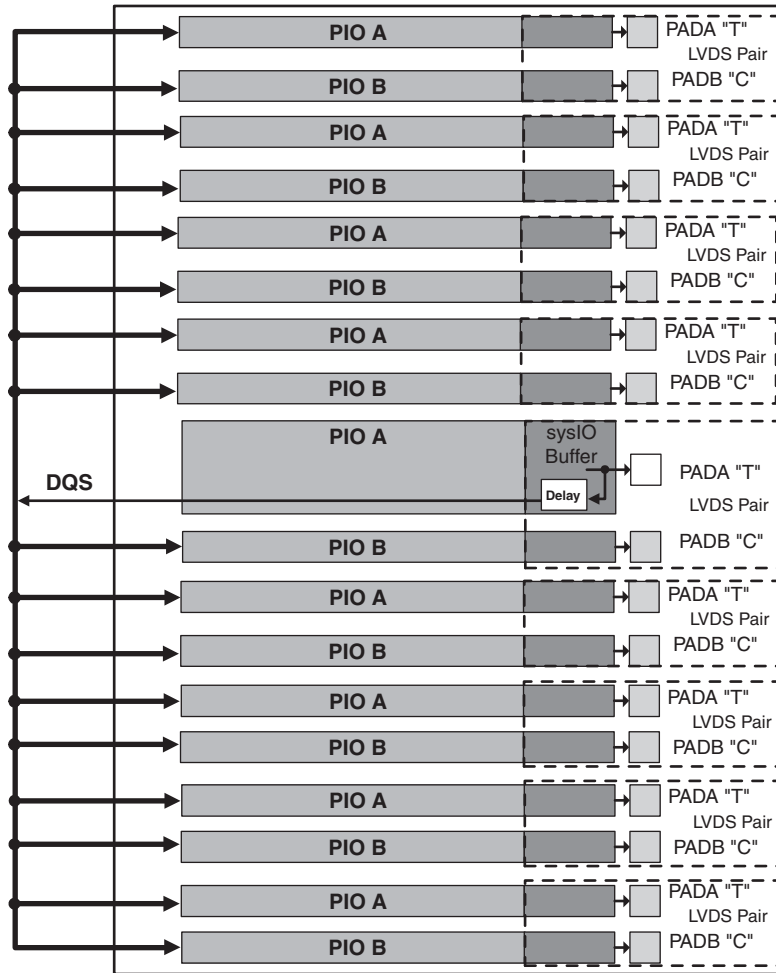 PIO A
PADA "T"
LVDS Pair
PIO B
PADB "C"
PIO A
PADA "T"
LVDS Pair
PIO B
PADB "C"
PIO A
PADA "T"
LVDS Pair
PIO B
PADB "C"
PIO A
PADA "T"
LVDS Pair
PIO B
PADB "C"
PIO A
sysIO
Buffer
DQS
Delay
PADA "T"
LVDS Pair
PIO B
PADB "C"
PIO A
PADA "T"
LVDS Pair
PIO B
PADB "C"
PIO A
PADA "T"
LVDS Pair
PIO B
PADB "C"
PIO A
PADA "T"
LVDS Pair
PIO B
PADB "C"
PIO A
PADA "T"
LVDS Pair
PIO B
PADB "C"